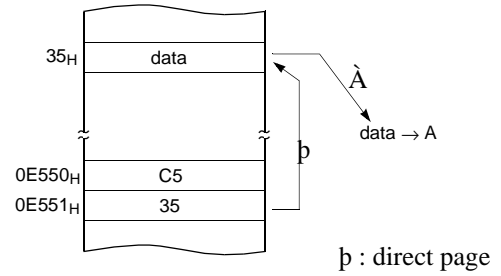 35H data
À
data → A
þ
0E550H C5
0E551H 35
þ : direct page